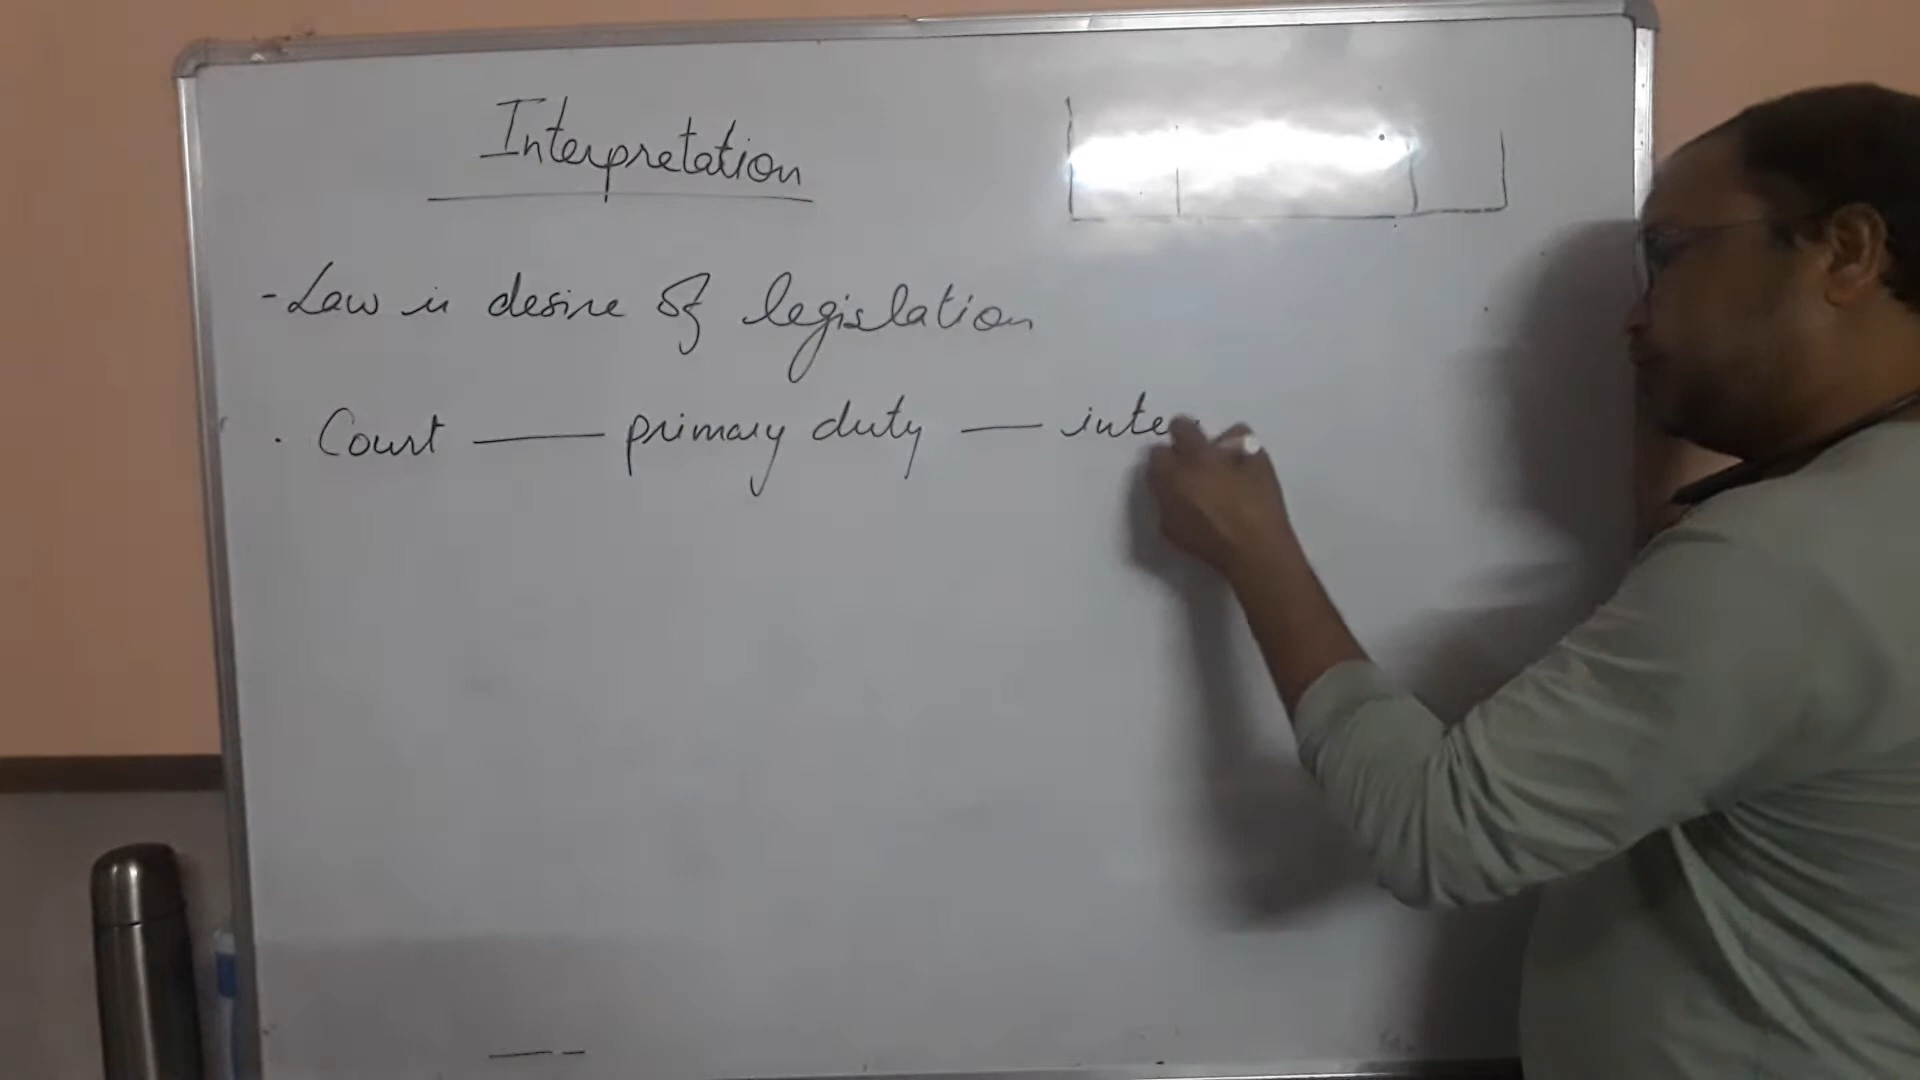 Interpretation
- Law is desire of legislation
· Court — primary duty — inte